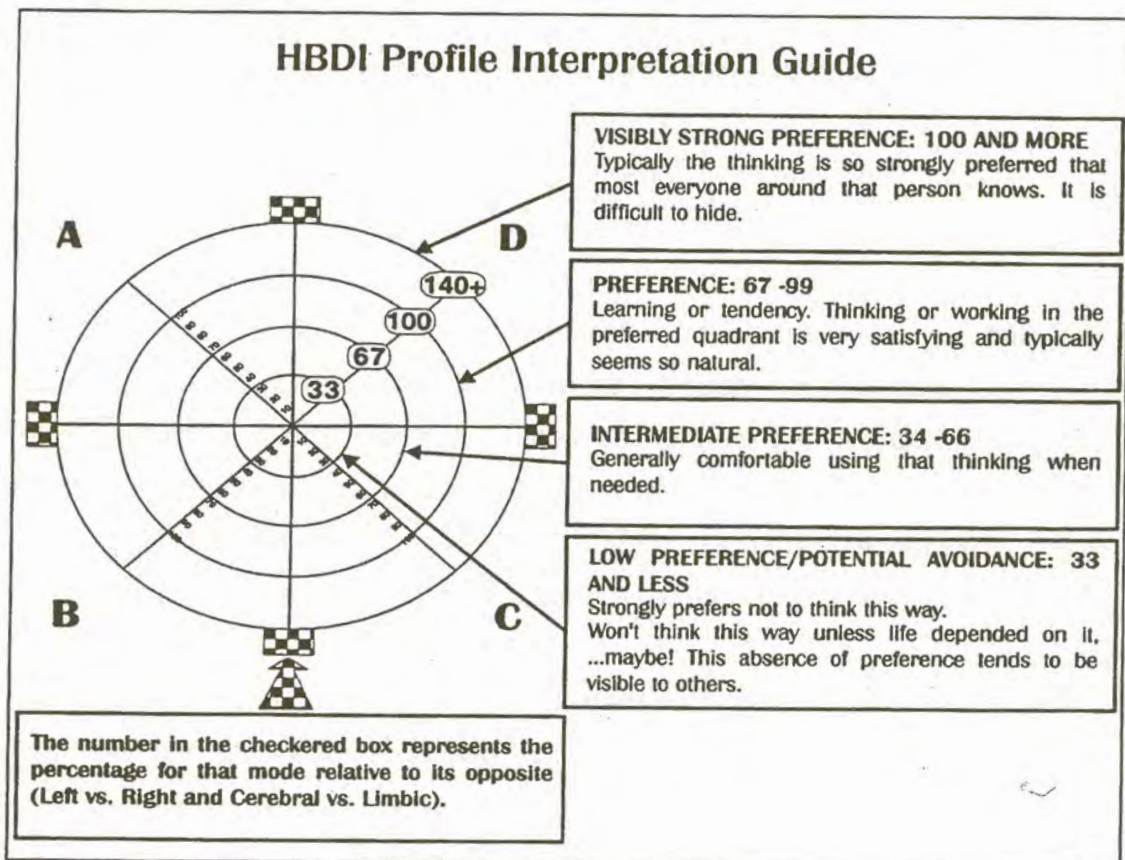 HBDI Profile Interpretation Guide
VISIBLY STRONG PREFERENCE: 100 AND MORE
Typically the thinking is so strongly preferred that
most everyone around that person knows. It is
difficult to hide.
A
D
140+
100
67
33
PREFERENCE: 67 -99
Learning or tendency. Thinking or working in the
preferred quadrant is very satisfying and typically
seems so natural.
INTERMEDIATE PREFERENCE: 34 -66
Generally comfortable using that thinking when
needed.
LOW PREFERENCE/POTENTIAL AVOIDANCE: 33
AND LESS
Strongly prefers not to think this way.
Won't think this way unless life depended on it,
...maybe! This absence of preference tends to be
visible to others.
B
C
The number in the checkered box represents the
percentage for that mode relative to its opposite
(Left vs. Right and Cerebral vs. Limbic).